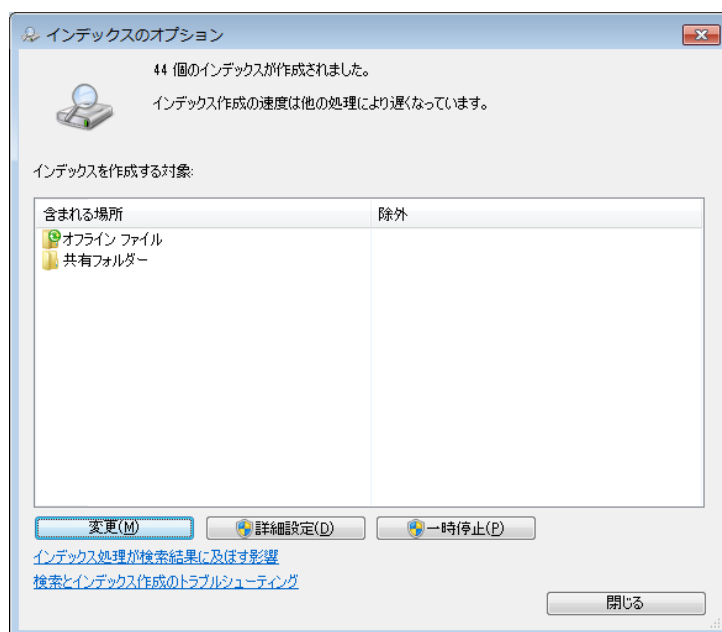 インデックスのオプション
44 個のインデックスが作成されました。
インデックス作成の速度は他の処理により遅くなっています。
インデックスを作成する対象:
含まれる場所 除外
オフライン ファイル
共有フォルダー
変更(M) 詳細設定(D) 一時停止(P)
インデックス処理が検索結果に及ぼす影響
検索とインデックス作成のトラブルシューティング
閉じる